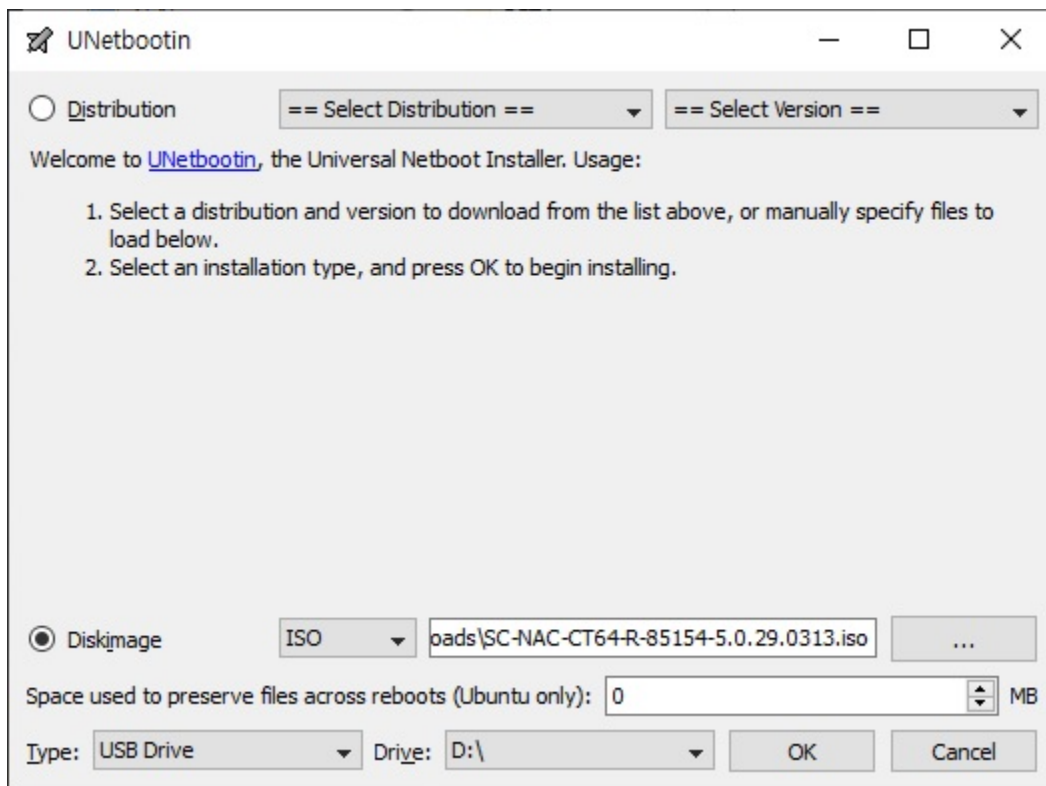 UNetbootin
Distribution == Select Distribution == == Select Version ==
Welcome to UNetbootin, the Universal Netboot Installer. Usage:
1. Select a distribution and version to download from the list above, or manually specify files to
load below.
2. Select an installation type, and press OK to begin installing.
Diskimage ISO oads\SC-NAC-CT64-R-85154-5.0.29.0313.iso ...
Space used to preserve files across reboots (Ubuntu only): 0 MB
Type: USB Drive Drive: D:\ OK Cancel